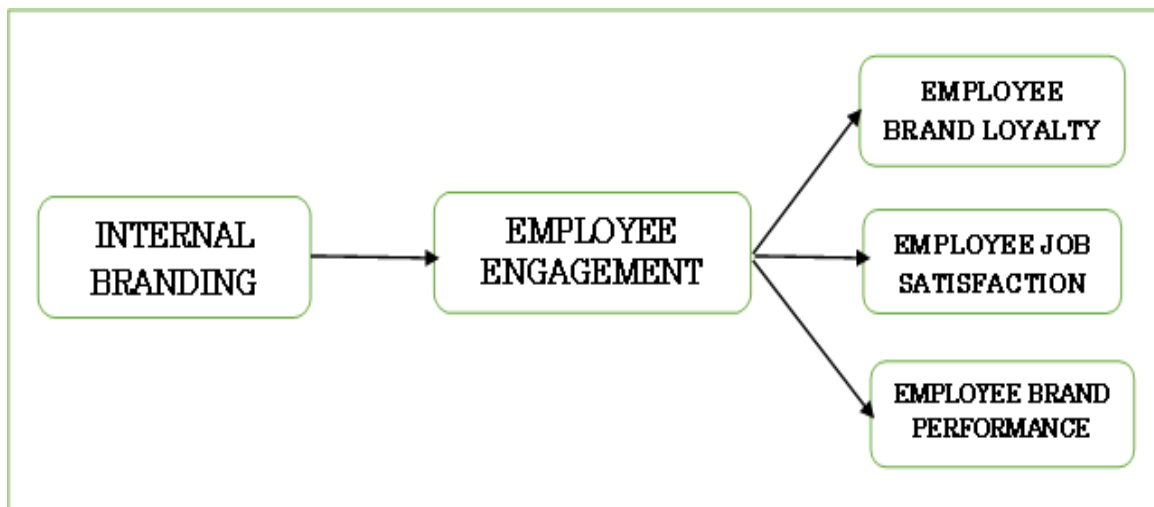 INTERNAL
BRANDING
EMPLOYEE
ENGAGEMENT
EMPLOYEE
BRAND LOYALTY
EMPLOYEE JOB
SATISFACTION
EMPLOYEE BRAND
PERFORMANCE